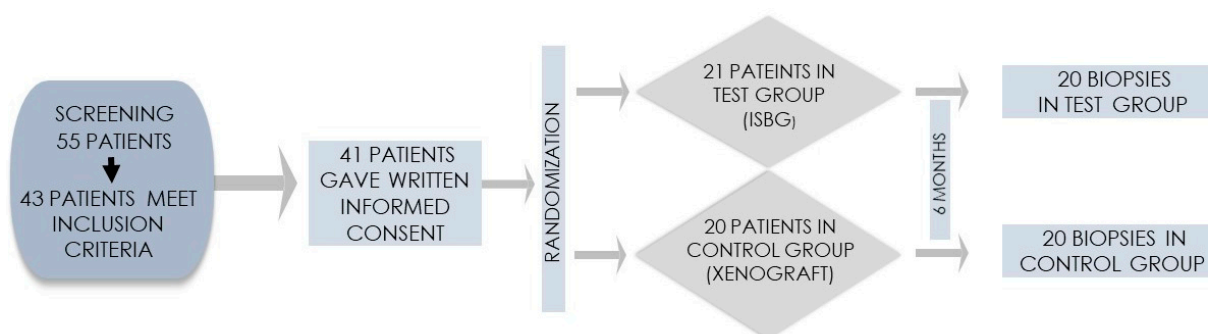 SCREENING
55 PATIENTS
43 PATIENTS MEET
INCLUSION
CRITERIA
41 PATIENTS
GAVE WRITTEN
INFORMED
CONSENT
RANDOMIZATION
21 PATEINTS IN
TEST GROUP
(ISBG)
20 PATIENTS IN
CONTROL GROUP
(XENOGRAFT)
6 MONTHS
20 BIOPSIES
IN TEST GROUP
20 BIOPSIES IN
CONTROL GROUP